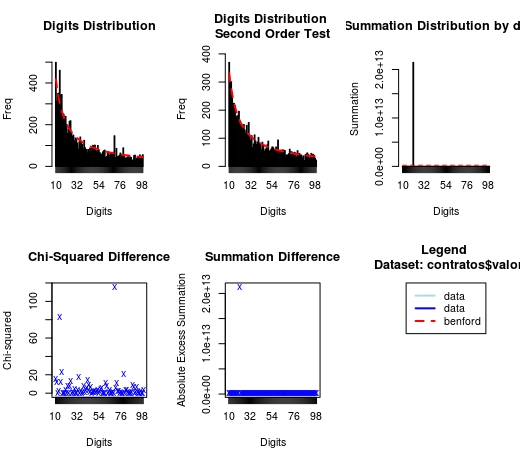 Digits Distribution
Freq
0 200 400
10 32 54 76 98
Digits
Digits Distribution
Second Order Test
Freq
0 100 200 300 400
10 32 54 76 98
Digits
Summation Distribution by d
Summation
0.0e+00 1.0e+13 2.0e+13
10 32 54 76 98
Digits
Chi-Squared Difference
Chi-squared
0 20 60 100
10 32 54 76 98
Digits
Summation Difference
Absolute Excess Summation
0.0e+00 1.0e+13 2.0e+13
10 32 54 76 98
Digits
Legend
Dataset: contratos$valor
data
data
benford